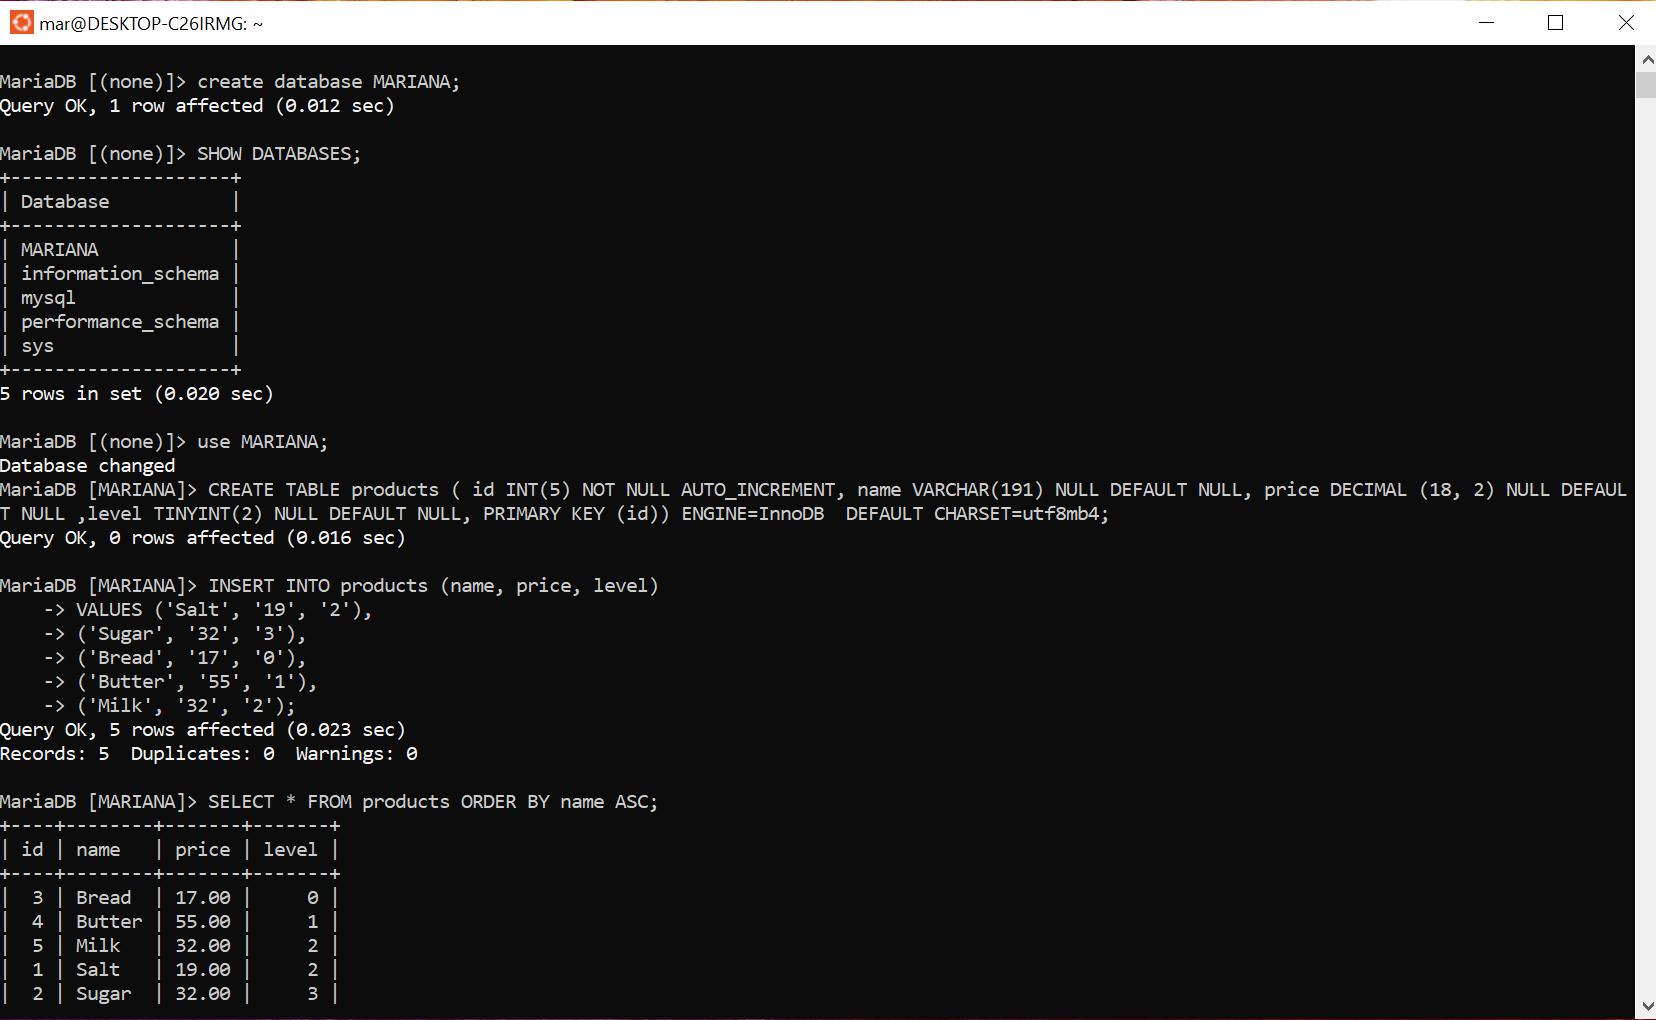 mar@DESKTOP-C26IRMG: ~
MariaDB [(none)]> create database MARIANA;
Query OK, 1 row affected (0.012 sec)
MariaDB [(none)]> SHOW DATABASES;
+--------------------+
| Database           |
+--------------------+
| MARIANA            |
| information_schema |
| mysql              |
| performance_schema |
| sys                |
+--------------------+
5 rows in set (0.020 sec)
MariaDB [(none)]> use MARIANA;
Database changed
MariaDB [MARIANA]> CREATE TABLE products ( id INT(5) NOT NULL AUTO_INCREMENT, name VARCHAR(191) NULL DEFAULT NULL, price DECIMAL (18, 2) NULL DEFAUL
T NULL ,level TINYINT(2) NULL DEFAULT NULL, PRIMARY KEY (id)) ENGINE=InnoDB  DEFAULT CHARSET=utf8mb4;
Query OK, 0 rows affected (0.016 sec)
MariaDB [MARIANA]> INSERT INTO products (name, price, level)
    -> VALUES ('Salt', '19', '2'),
    -> ('Sugar', '32', '3'),
    -> ('Bread', '17', '0'),
    -> ('Butter', '55', '1'),
    -> ('Milk', '32', '2');
Query OK, 5 rows affected (0.023 sec)
Records: 5  Duplicates: 0  Warnings: 0
MariaDB [MARIANA]> SELECT * FROM products ORDER BY name ASC;
+----+--------+-------+-------+
| id | name   | price | level |
+----+--------+-------+-------+
|  3 | Bread  | 17.00 |     0 |
|  4 | Butter | 55.00 |     1 |
|  5 | Milk   | 32.00 |     2 |
|  1 | Salt   | 19.00 |     2 |
|  2 | Sugar  | 32.00 |     3 |